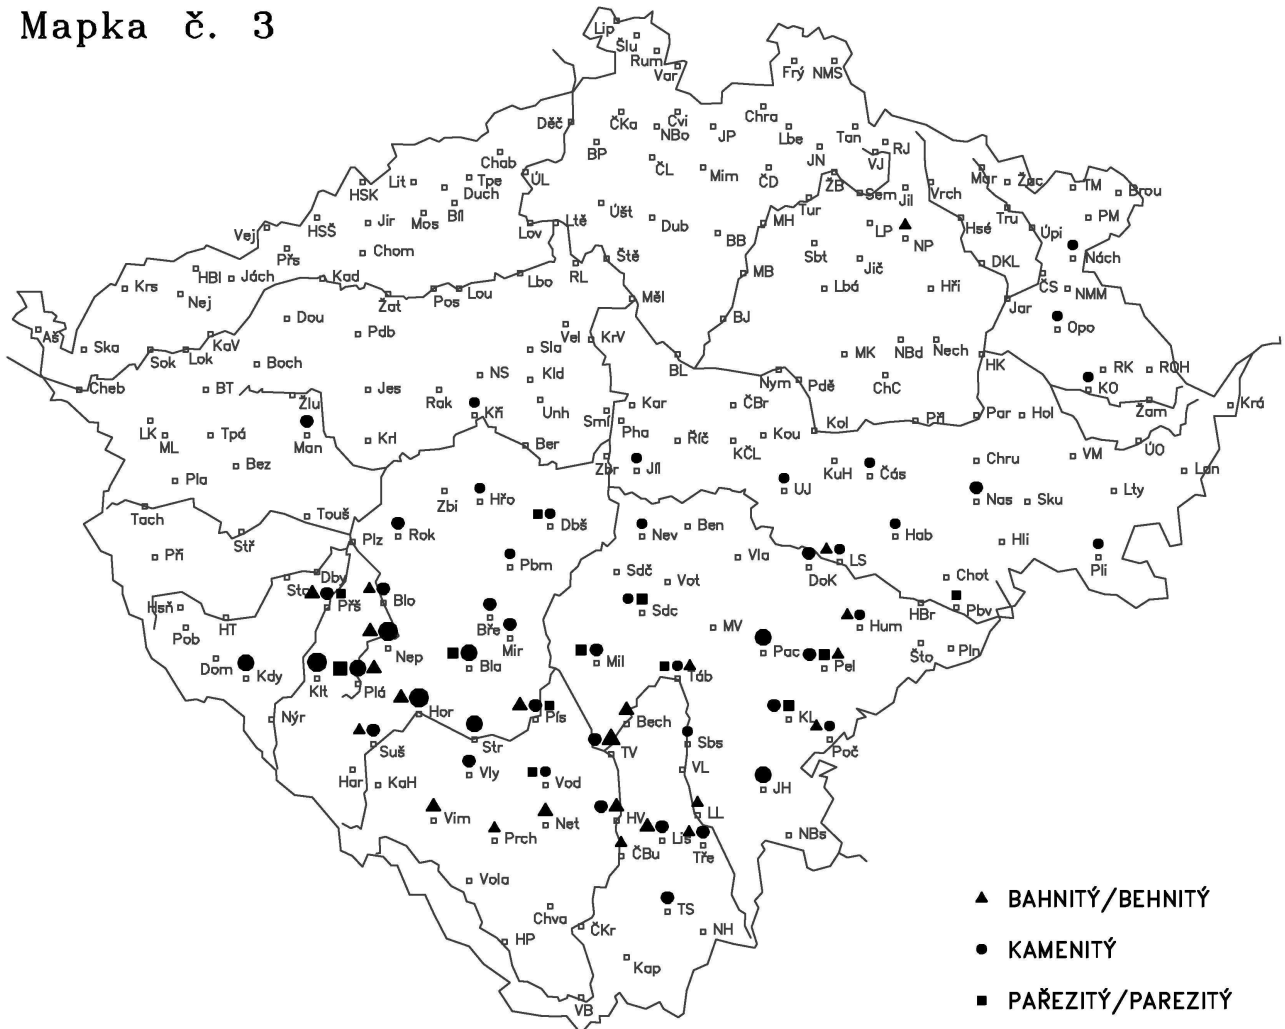 Mapka č. 3
Lip
Šlu
Rum
Var
Frý NMS
Děč
ČKa
Cvi
NBo
JP
Chra
Lbe
Tan
RJ
JN
VJ
BP
Chab
ČL
Mim
ČD
ŽB
Sem
Jil
Vrch
Mar
Žac
TM
Brou
HSK
Lit
Tpe
Duch
ÚL
Bíl
Mos
Jir
HSŠ
Vej
Úšt
Dub
Tur
MH
LP
NP
Hsé
Tru
Úpi
PM
Lov
Ltě
BB
Sbt
Jič
DKL
Nách
Přs
Chom
Ště
RL
MB
HBl
Jách
Kad
Lbo
Krs
Nej
Žat
Pos
Lou
Měl
Lbá
Hři
Jar
ČS
NMM
Aš
Dou
Pdb
Vel
KrV
BJ
Opo
Ska
Sok
Lok
KaV
Boch
Sla
BL
MK
NBd
Nech
HK
RK
ROH
Cheb
BT
Žlu
Jes
Rak
NS
Kld
Unh
Nym
Pdě
ChC
KO
Žam
Krá
LK
ML
Tpá
Man
Krl
Kři
Smí
Kar
Pha
ČBr
Kou
Kol
Přl
Par
Hol
Ber
Říč
KČL
ÚO
VM
Bez
Pla
Zbr
Jíl
KuH
Čás
Chru
Lan
Zbi
Hřo
UJ
Nas
Sku
Lty
Tach
Touš
Stř
Plz
Rok
Dbš
Nev
Ben
Hab
Hli
Při
Pbm
Vla
DoK
LS
Pli
Sta
Dby
Sdč
Vot
Chot
Hsň
Přš
Blo
Sdc
HBr
Pbv
Pob
HT
Bře
Mir
MV
Hum
Dom
Kdy
Klt
Nep
Bla
Mil
Pac
Pel
Što
Pln
Plá
Táb
Nýr
Hor
Pís
Bech
KL
Suš
Str
TV
Sbs
Poč
Har
KaH
Vly
Vod
VL
JH
Vim
Net
HV
LL
Prch
Liš
Tře
NBs
ČBu
Vola
Chva
TS
ČKr
NH
HP
Kap
VB
BAHNITÝ/BEHNITÝ
KAMENITÝ
PAŘEZITÝ/PAREZITÝ